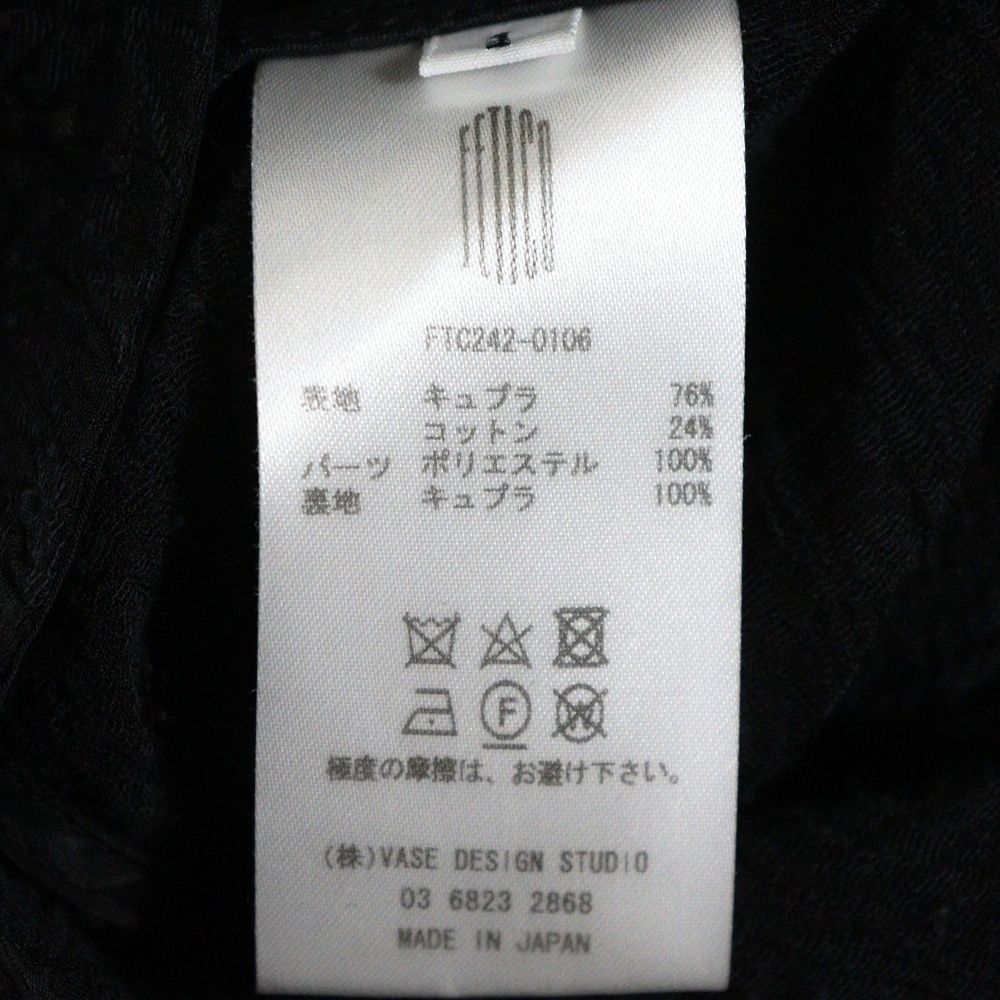 1
FETICO
FTC242-0106
表地 キュプラ 76%
コットン 24%
パーツ ポリエステル 100%
裏地 キュプラ 100%
F
W
極度の摩擦は、お避け下さい。
(株)VASE DESIGN STUDIO
03 6823 2868
MADE IN JAPAN